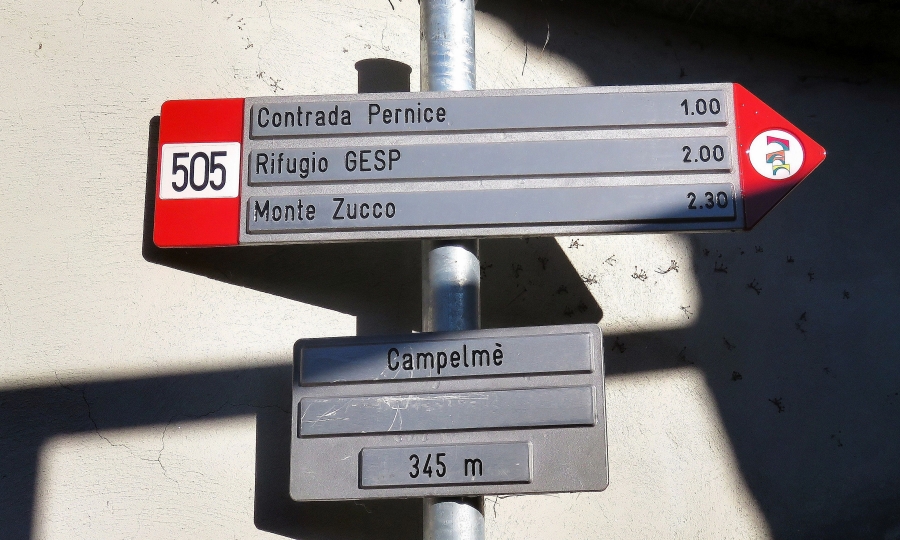 505
Contrada Pernice 1.00
Rifugio GESP 2.00
Monte Zucco 2.30
Campelmè
345 m